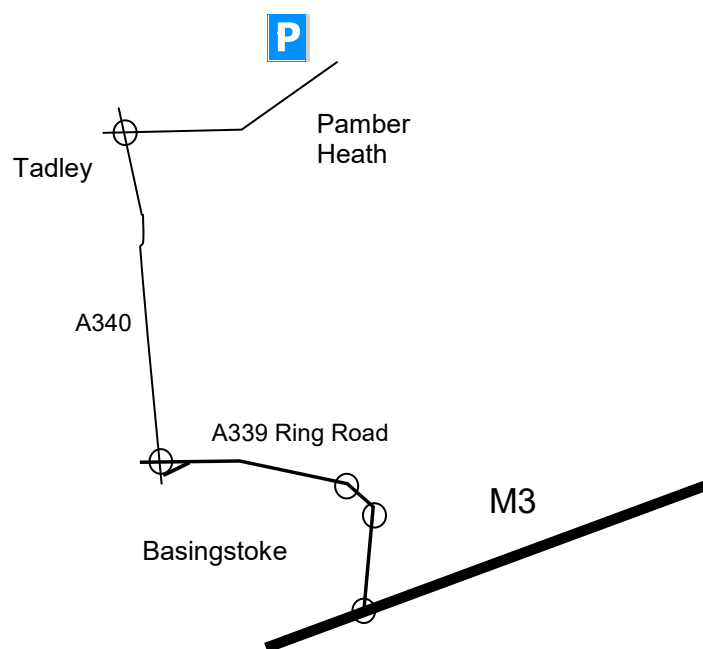 P
Pamber
Heath
Tadley
A340
A339 Ring Road
M3
Basingstoke